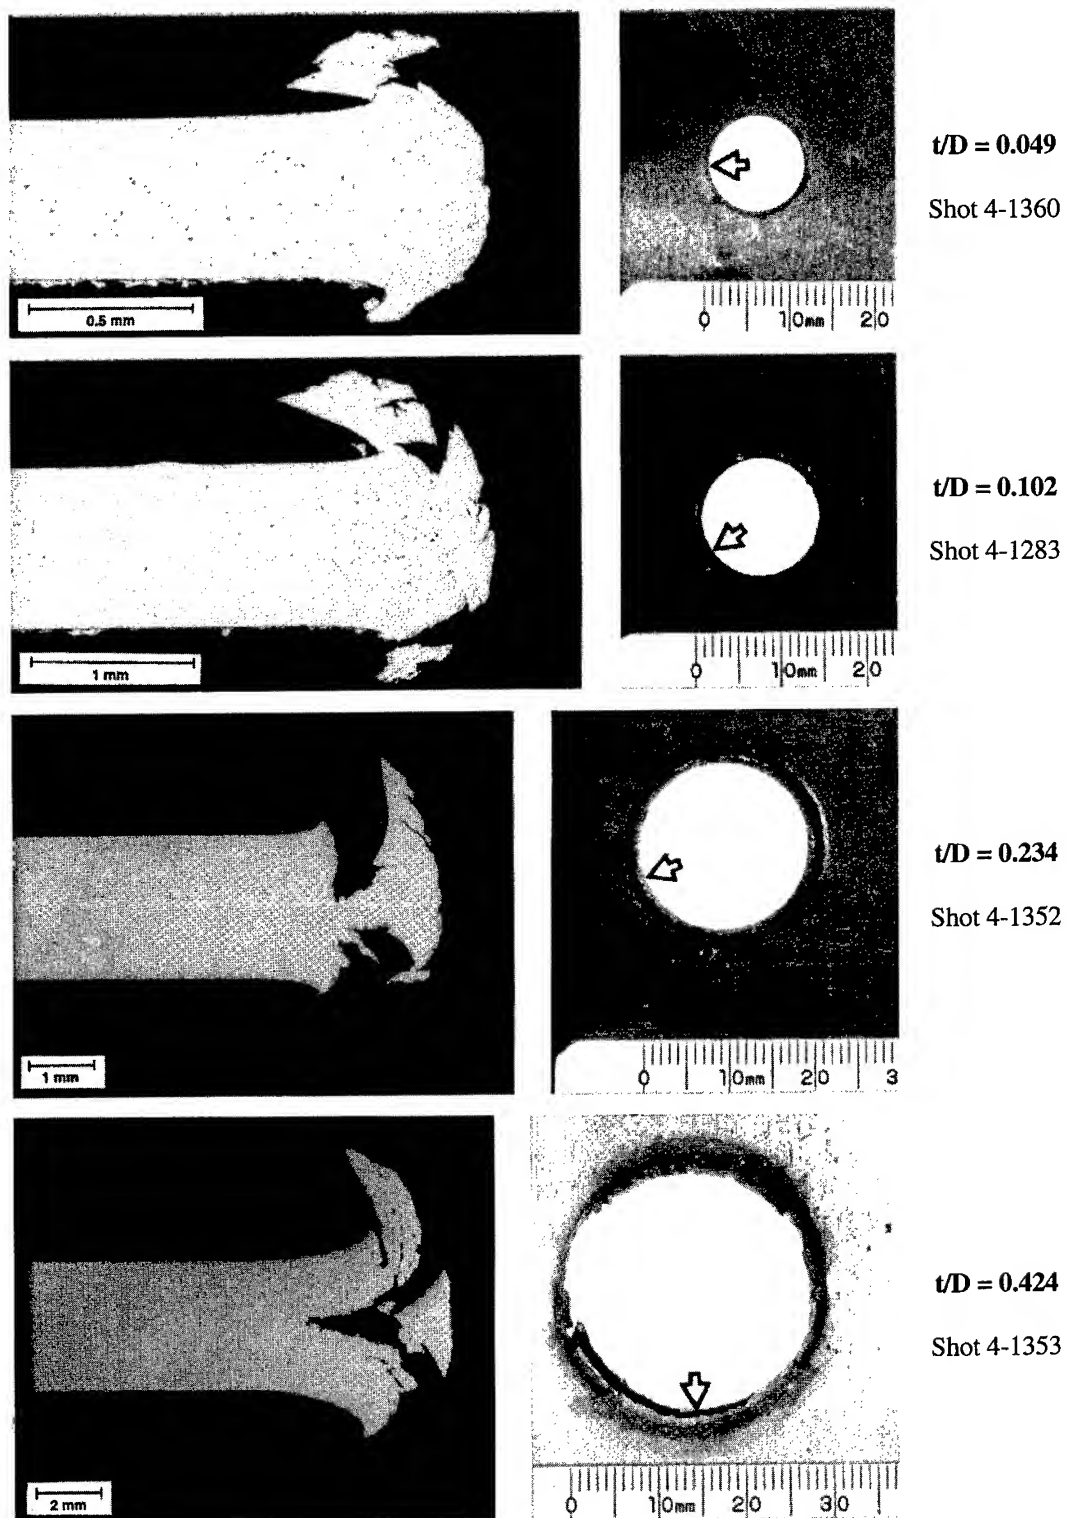 t/D = 0.049
Shot 4-1360
0.5 mm
0 10mm 20
t/D = 0.102
Shot 4-1283
1 mm
0 10mm 20
t/D = 0.234
Shot 4-1352
1 mm
0 10mm 20 3
t/D = 0.424
Shot 4-1353
2 mm
0 10mm 20 30